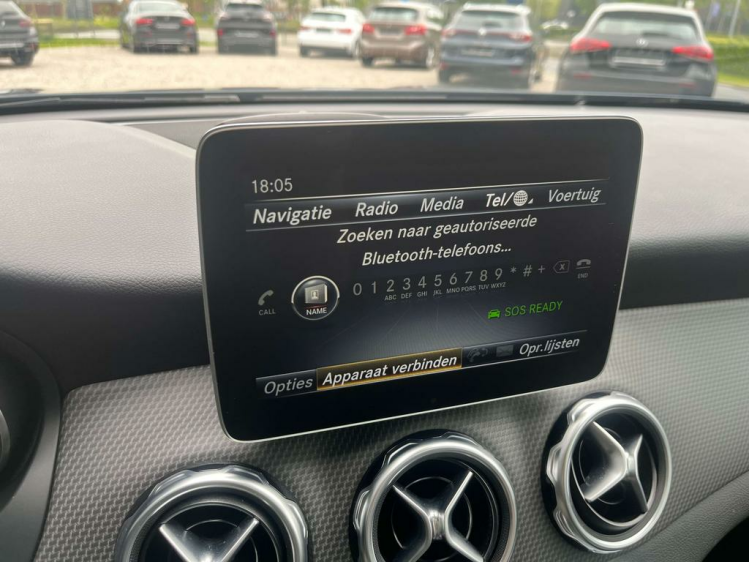 18:05
Navigatie Radio Media Tel/ Voertuig
Zoeken naar geautoriseerde
Bluetooth-telefoons...
0 1 2 3 4 5 6 7 8 9 * # +
ABC DEF GHI JKL MNO PQRS TUV WXYZ
CALL NAME END
SOS READY
Opties Apparaat verbinden Opr.lijsten